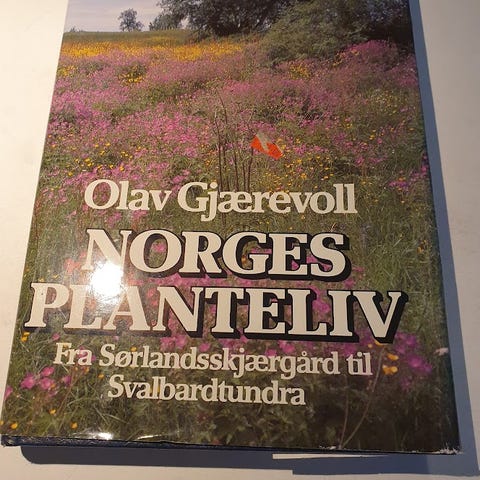 Olav Gjærevoll
NORGES
PLANTELIV
Fra Sørlandsskjærgård til
Svalbardtundra